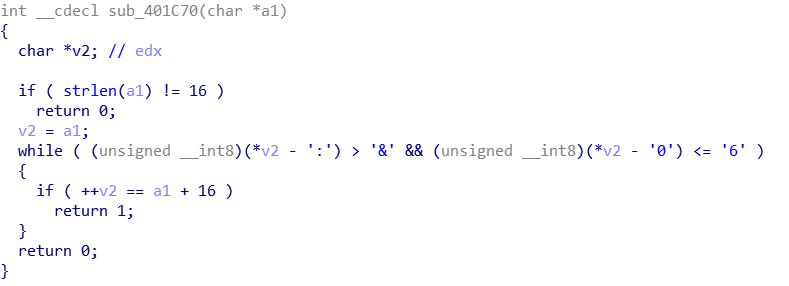 int __cdecl sub_401C70(char *a1)
{
  char *v2; // edx

  if ( strlen(a1) != 16 )
    return 0;
  v2 = a1;
  while ( (unsigned __int8)(*v2 - ':') > '&' && (unsigned __int8)(*v2 - '0') <= '6' )
  {
    if ( ++v2 == a1 + 16 )
      return 1;
  }
  return 0;
}